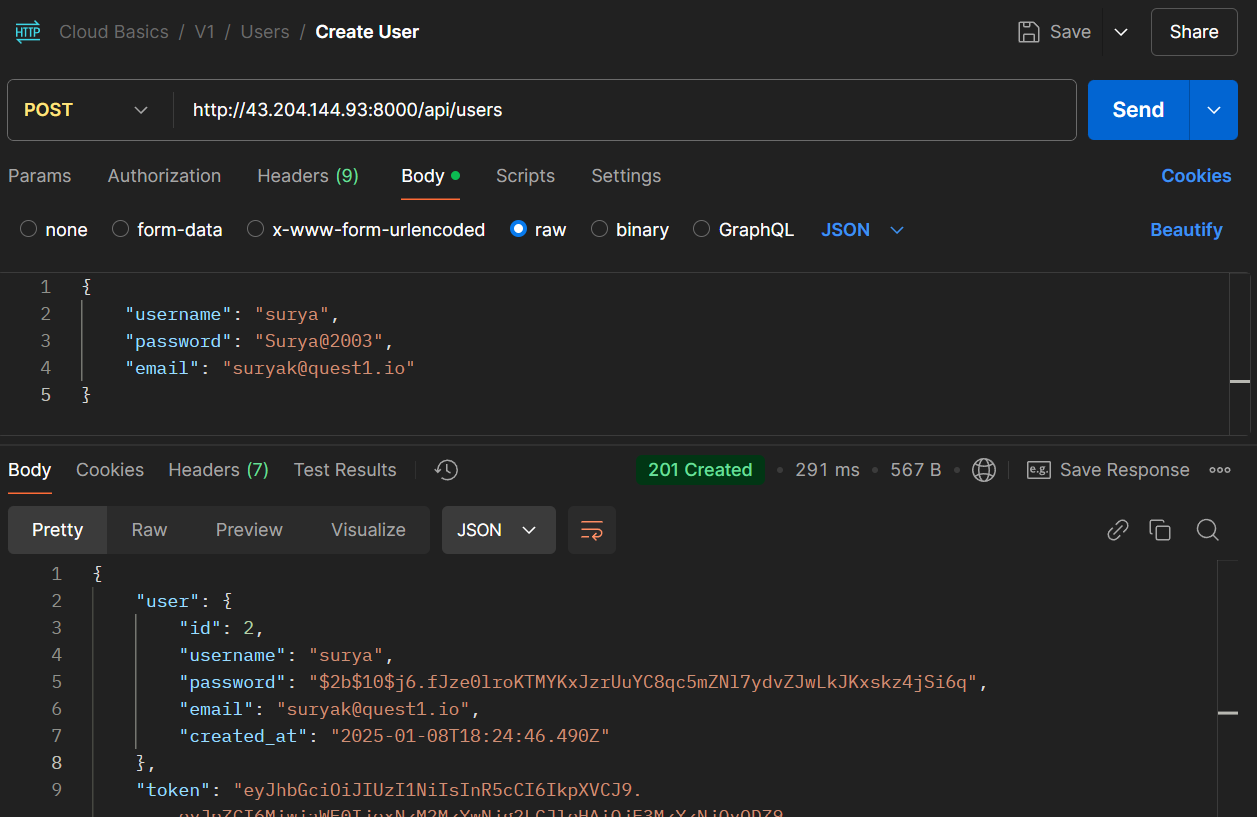 HTTP Cloud Basics / V1 / Users / Create User Save Share
POST http://43.204.144.93:8000/api/users Send
Params Authorization Headers (9) Body Scripts Settings Cookies
none form-data x-www-form-urlencoded raw binary GraphQL JSON Beautify
1 {
2 "username": "surya",
3 "password": "Surya@2003",
4 "email": "suryak@quest1.io"
5 }
Body Cookies Headers (7) Test Results 201 Created • 291 ms • 567 B • e.g. Save Response
Pretty Raw Preview Visualize JSON
1 {
2 "user": {
3 "id": 2,
4 "username": "surya",
5 "password": "$2b$10$j6.fJze0lroKTMYKxJzrUuYC8qc5mZNl7ydvZJwLkJKxskz4jSi6q",
6 "email": "suryak@quest1.io",
7 "created_at": "2025-01-08T18:24:46.490Z"
8 },
9 "token": "eyJhbGciOiJIUzI1NiIsInR5cCI6IkpXVCJ9.